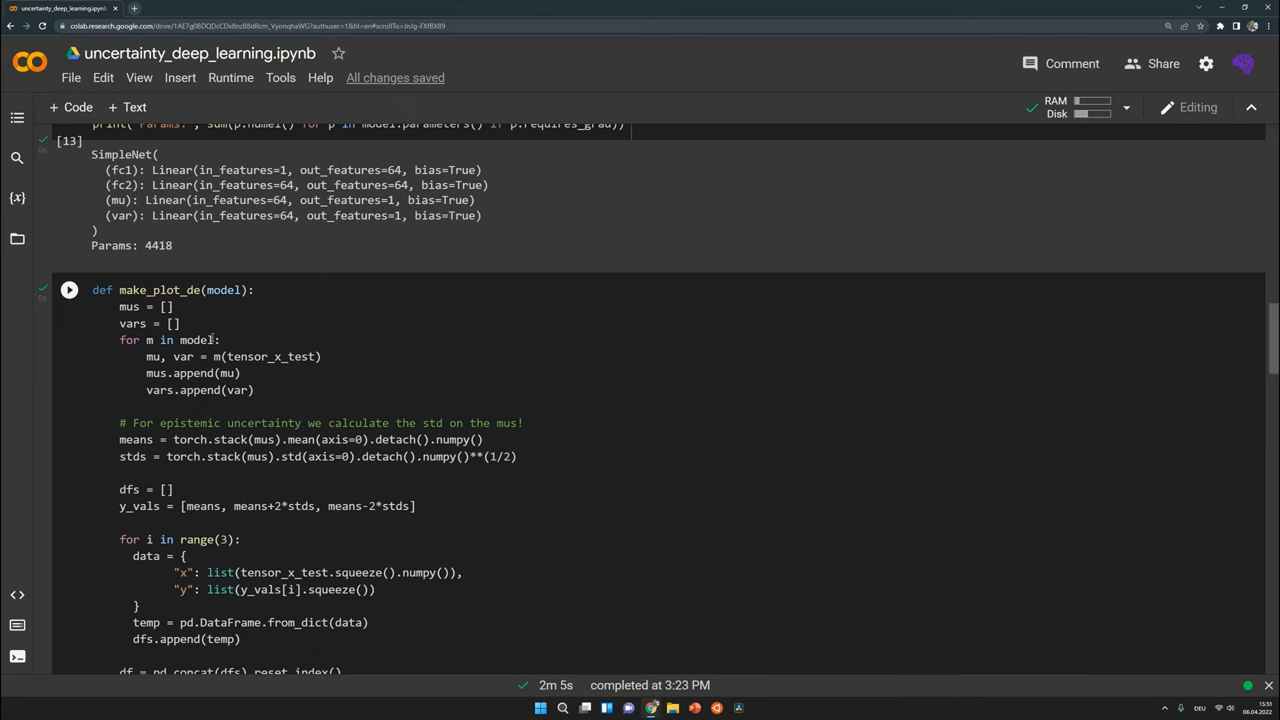 uncertainty_deep_learning.ipynb
colab.research.google.com/drive/
uncertainty_deep_learning.ipynb
File Edit View Insert Runtime Tools Help All changes saved
Comment Share
+ Code + Text
RAM
Disk
Editing
print("Params:", sum(p.numel() for p in model.parameters() if p.requires_grad))
[13]
0s
SimpleNet(
(fc1): Linear(in_features=1, out_features=64, bias=True)
(fc2): Linear(in_features=64, out_features=64, bias=True)
(mu): Linear(in_features=64, out_features=1, bias=True)
(var): Linear(in_features=64, out_features=1, bias=True)
)
Params: 4418
0s
def make_plot_de(model):
mus = []
vars = []
for m in model:
mu, var = m(tensor_x_test)
mus.append(mu)
vars.append(var)
# For epistemic uncertainty we calculate the std on the mus!
means = torch.stack(mus).mean(axis=0).detach().numpy()
stds = torch.stack(mus).std(axis=0).detach().numpy()**(1/2)
dfs = []
y_vals = [means, means+2*stds, means-2*stds]
for i in range(3):
data = {
"x": list(tensor_x_test.squeeze().numpy()),
"y": list(y_vals[i].squeeze())
}
temp = pd.DataFrame.from_dict(data)
dfs.append(temp)
df = pd.concat(dfs).reset_index()
2m 5s completed at 3:23 PM
DEU
15:51
06.04.2022